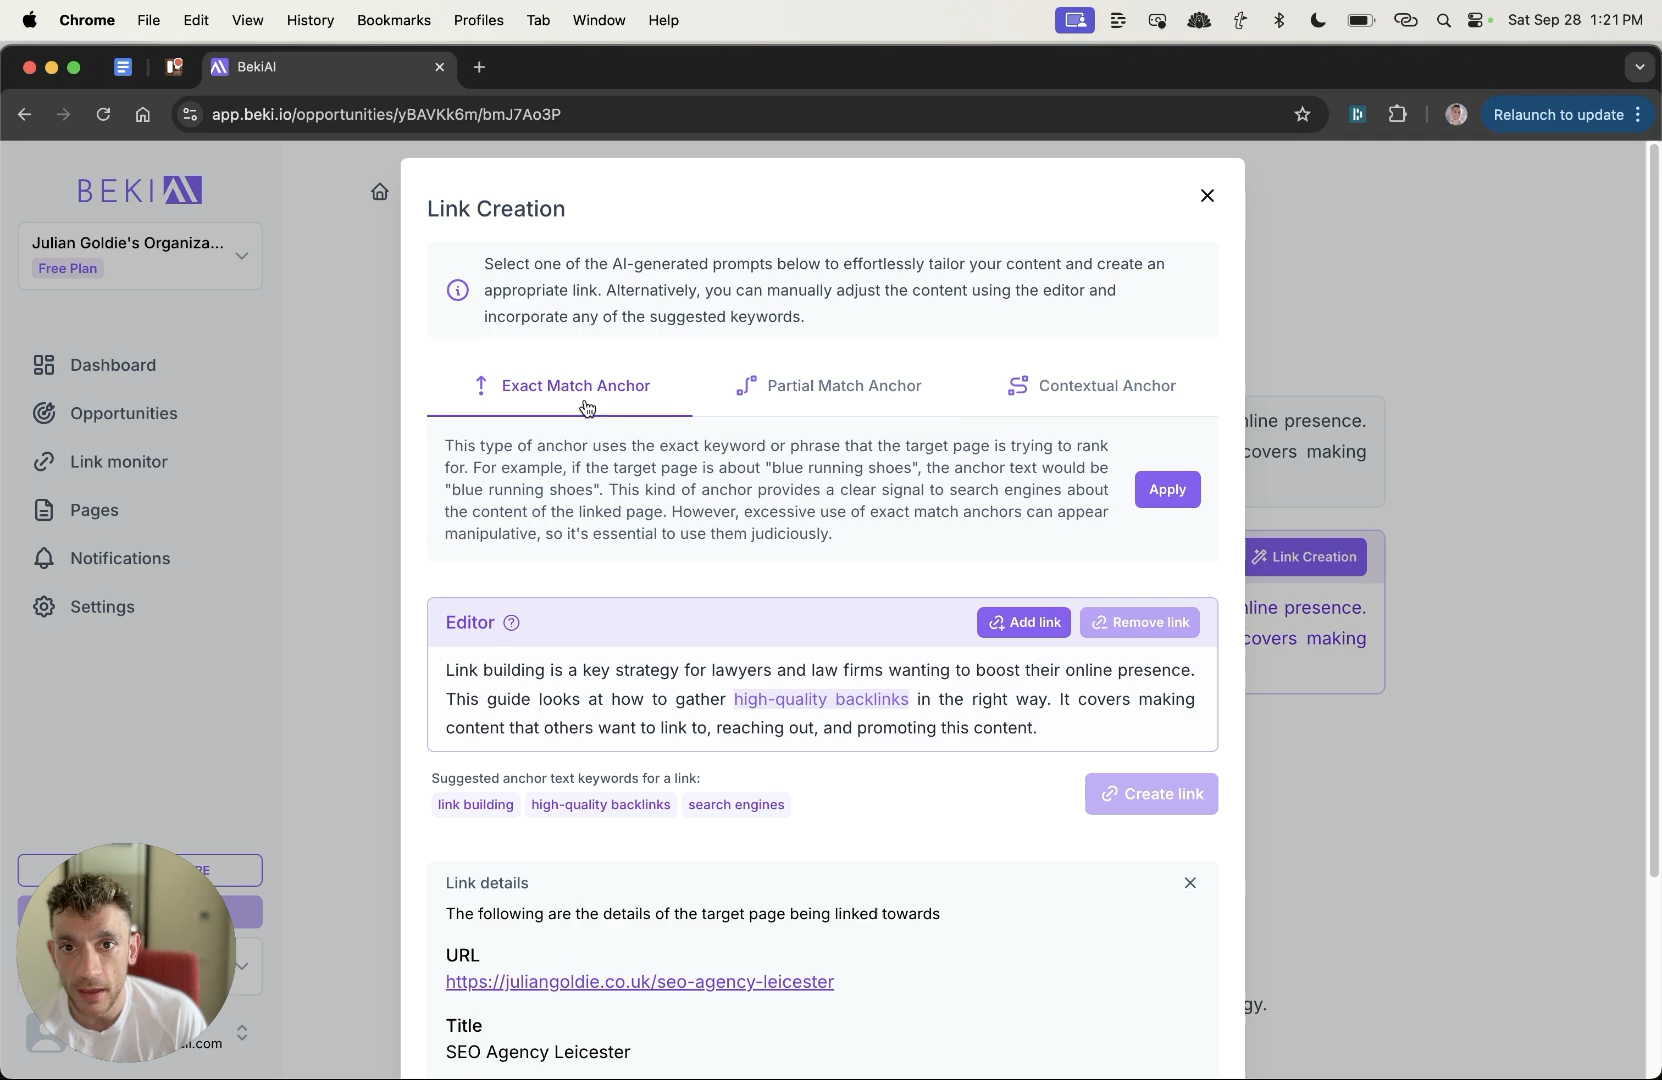 Chrome File Edit View History Bookmarks Profiles Tab Window Help Sat Sep 28 1:21 PM
BekiAI
app.beki.io/opportunities/yBAVKk6m/bmJ7Ao3P Relaunch to update
BEKI
Julian Goldie's Organiza...
Free Plan
Dashboard
Opportunities
Link monitor
Pages
Notifications
Settings
RE
.com
Link Creation
Select one of the AI-generated prompts below to effortlessly tailor your content and create an
appropriate link. Alternatively, you can manually adjust the content using the editor and
incorporate any of the suggested keywords.
Exact Match Anchor Partial Match Anchor Contextual Anchor
This type of anchor uses the exact keyword or phrase that the target page is trying to rank
for. For example, if the target page is about "blue running shoes", the anchor text would be
"blue running shoes". This kind of anchor provides a clear signal to search engines about
the content of the linked page. However, excessive use of exact match anchors can appear
manipulative, so it's essential to use them judiciously.
Apply
Editor Add link Remove link
Link building is a key strategy for lawyers and law firms wanting to boost their online presence.
This guide looks at how to gather high-quality backlinks in the right way. It covers making
content that others want to link to, reaching out, and promoting this content.
Suggested anchor text keywords for a link:
link building high-quality backlinks search engines
Create link
Link details
The following are the details of the target page being linked towards
URL
https://juliangoldie.co.uk/seo-agency-leicester
Title
SEO Agency Leicester
nline presence.
covers making
Link Creation
nline presence.
covers making
gy.